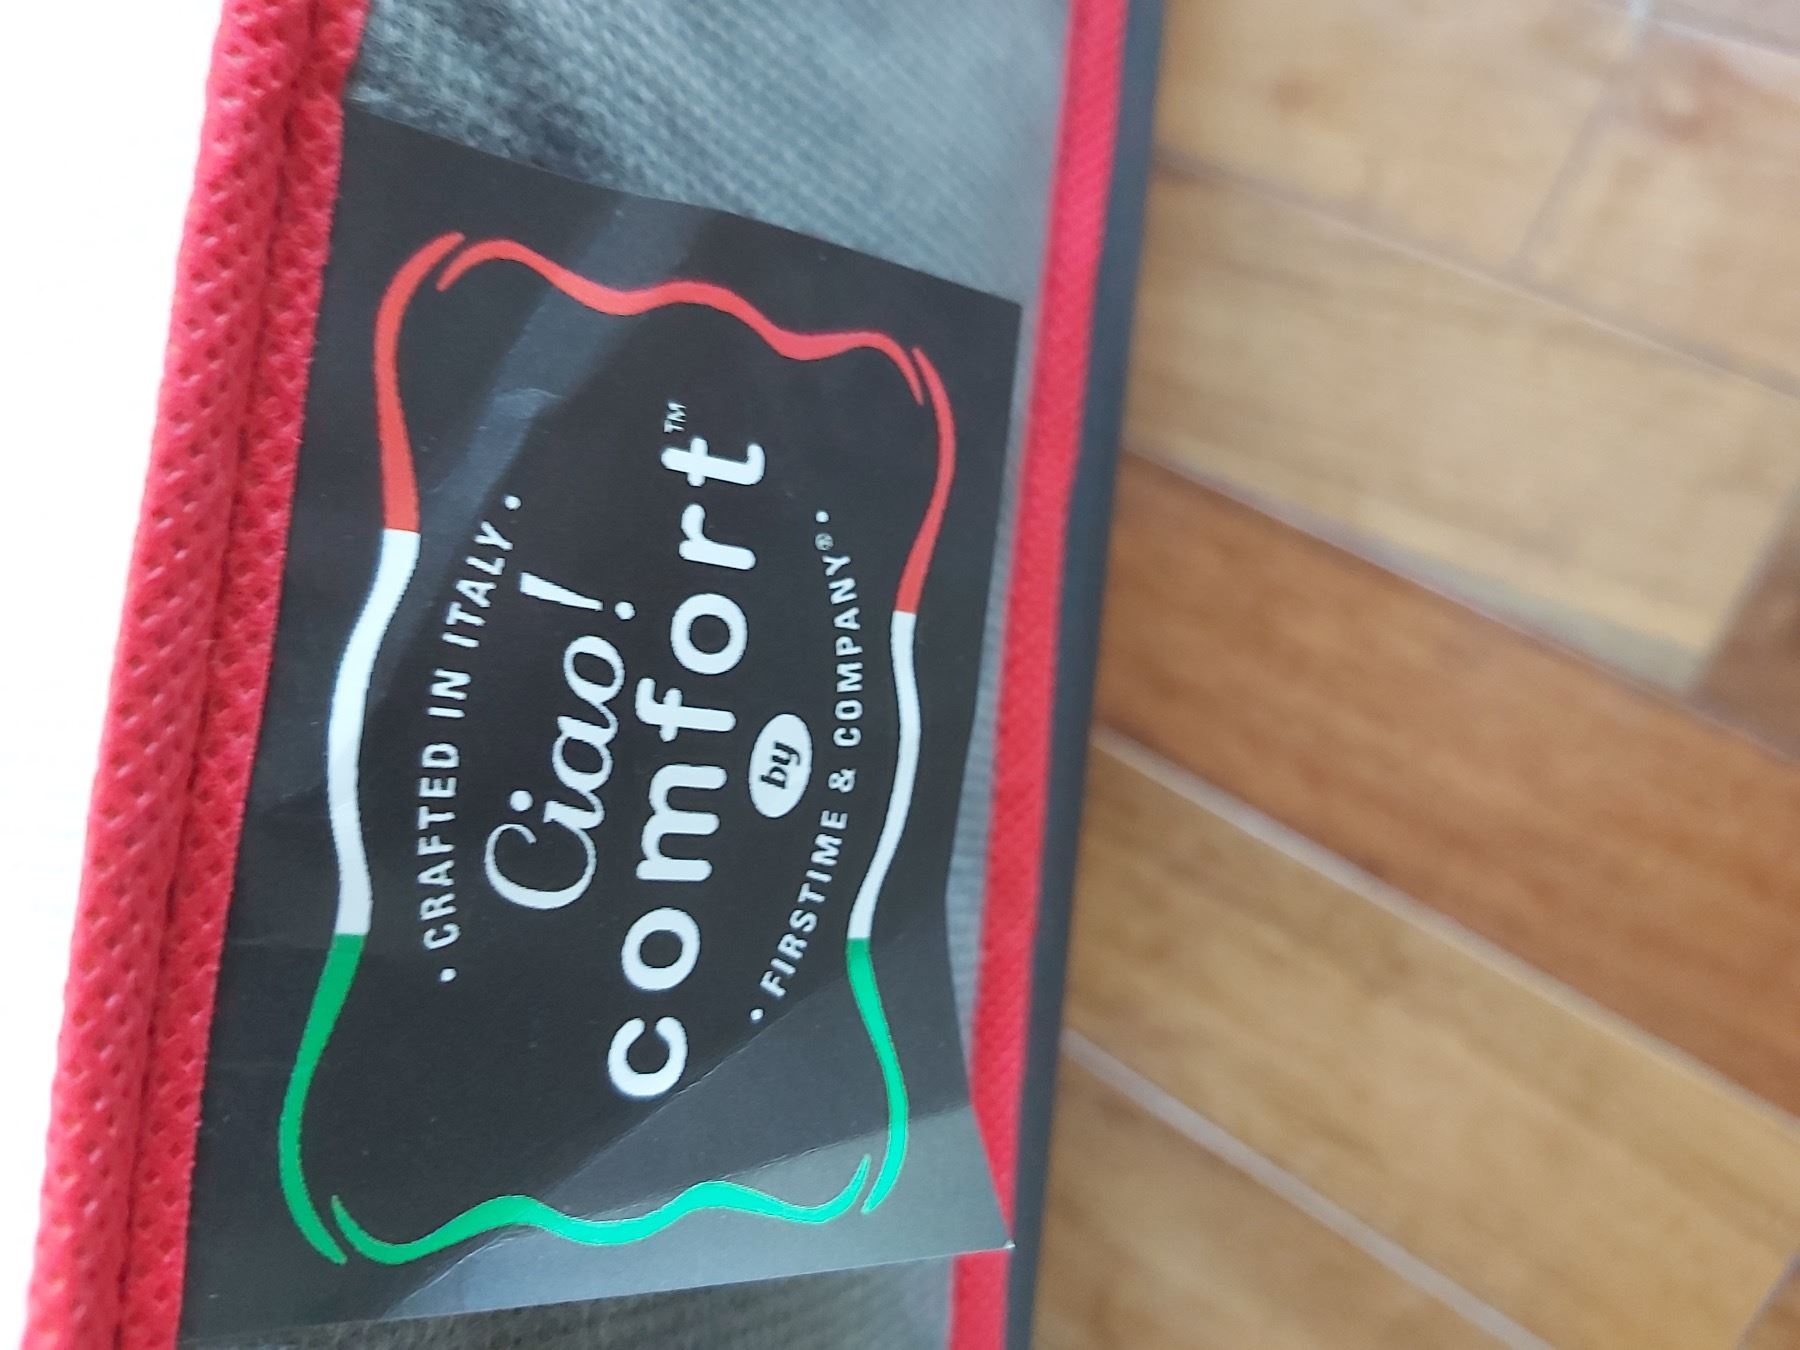 • CRAFTED IN ITALY •
Ciao!
comfort™
by
• FIRSTIME & COMPANY® •